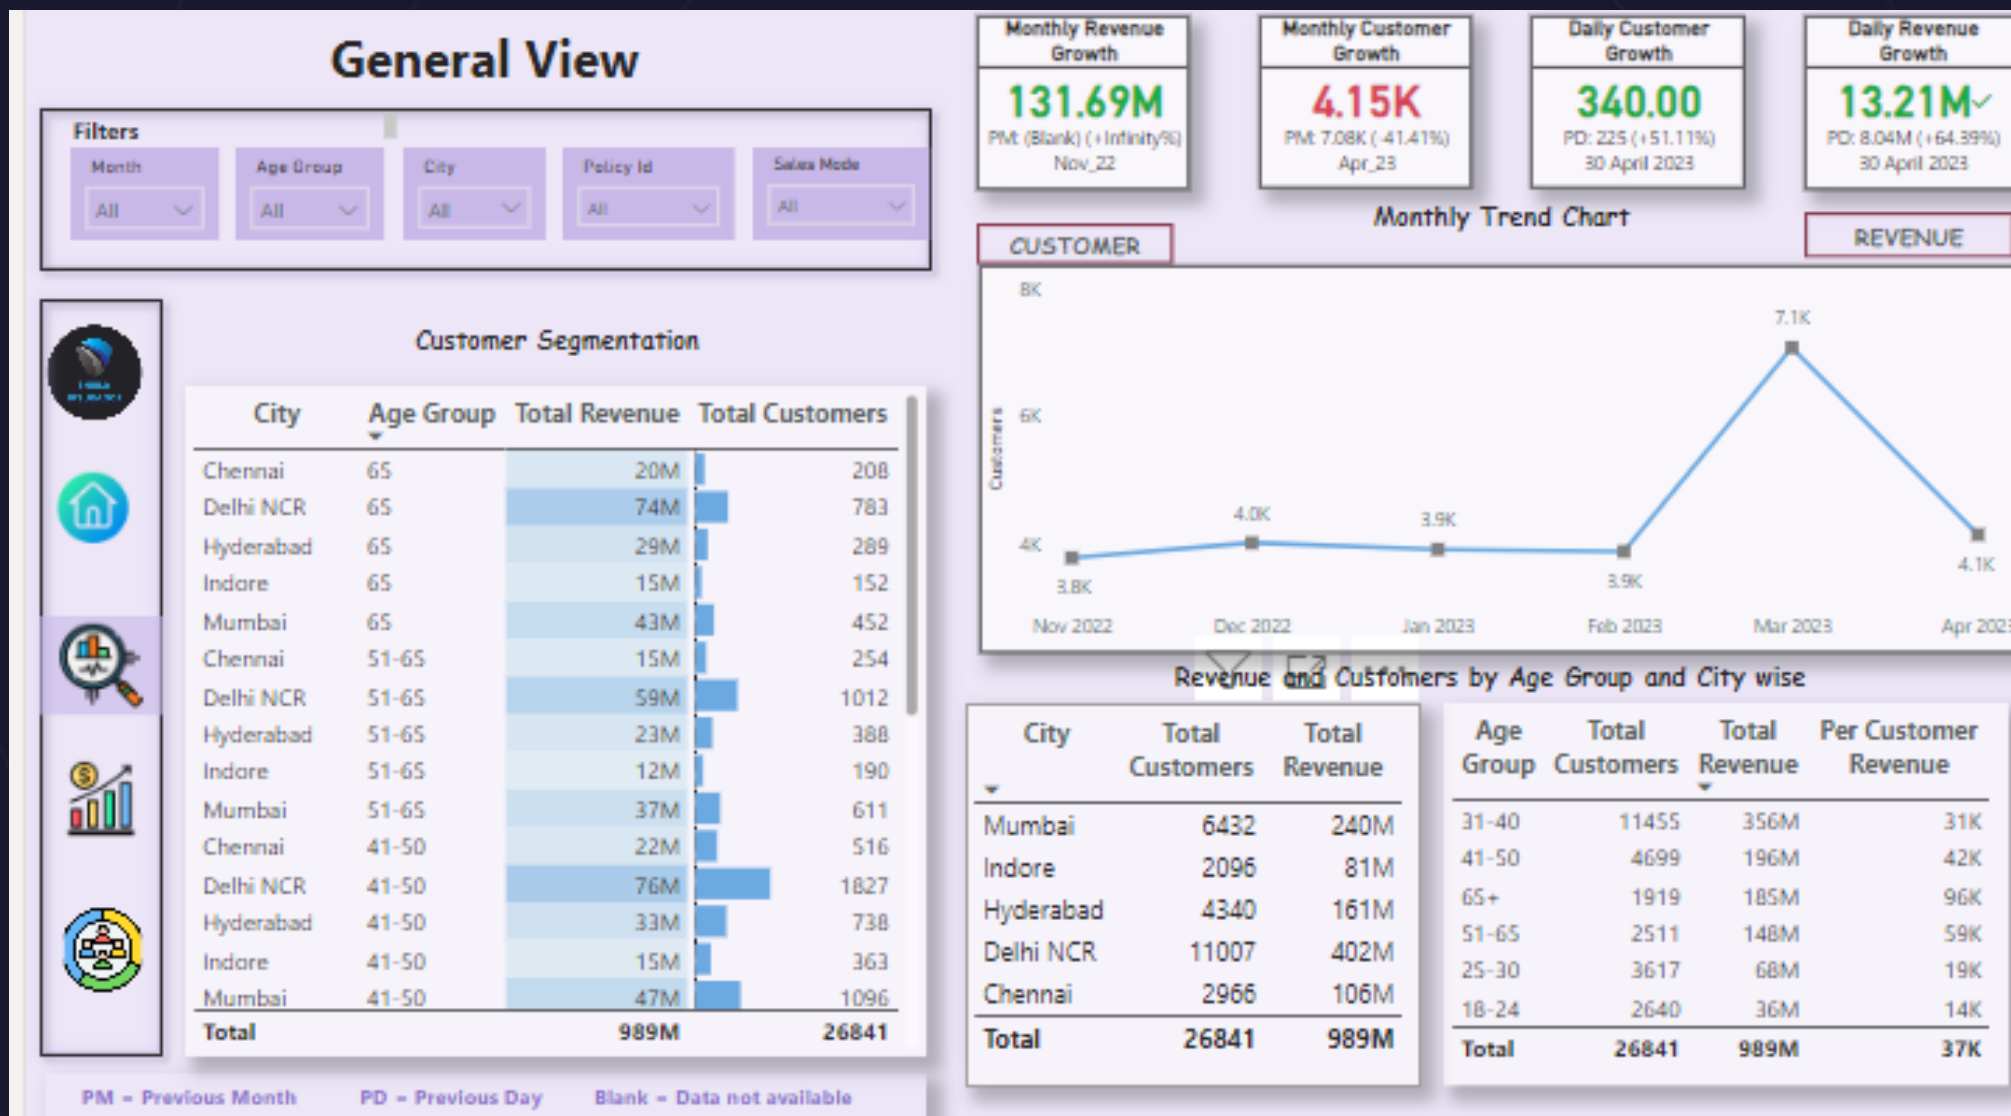 General View
Filters
Month Age Group City Policy Id Sales Mode
All All All All All
Monthly Revenue Growth
131.69M
PM: (Blank) (+Infinity%)
Nov_22
Monthly Customer Growth
4.15K
PM: 7.08K (-41.41%)
Apr_23
Daily Customer Growth
340.00
PD: 225 (+51.11%)
30 April 2023
Daily Revenue Growth
13.21M✓
PD: 8.04M (+64.39%)
30 April 2023
Customer Segmentation
City Age Group Total Revenue Total Customers
Chennai 65 20M 208
Delhi NCR 65 74M 783
Hyderabad 65 29M 289
Indore 65 15M 152
Mumbai 65 43M 452
Chennai 51-65 15M 254
Delhi NCR 51-65 59M 1012
Hyderabad 51-65 23M 388
Indore 51-65 12M 190
Mumbai 51-65 37M 611
Chennai 41-50 22M 516
Delhi NCR 41-50 76M 1827
Hyderabad 41-50 33M 738
Indore 41-50 15M 363
Mumbai 41-50 47M 1096
Total 989M 26841
PM - Previous Month PD - Previous Day Blank - Data not available
Monthly Trend Chart
CUSTOMER REVENUE
Customers
8K
6K
4K
3.8K 4.0K 3.9K 3.9K 7.1K 4.1K
Nov 2022 Dec 2022 Jan 2023 Feb 2023 Mar 2023 Apr 2023
Revenue and Customers by Age Group and City wise
City Total Customers Total Revenue
Mumbai 6432 240M
Indore 2096 81M
Hyderabad 4340 161M
Delhi NCR 11007 402M
Chennai 2966 106M
Total 26841 989M
Age Group Total Customers Total Revenue Per Customer Revenue
31-40 11455 356M 31K
41-50 4699 196M 42K
65+ 1919 185M 96K
51-65 2511 148M 59K
25-30 3617 68M 19K
18-24 2640 36M 14K
Total 26841 989M 37K